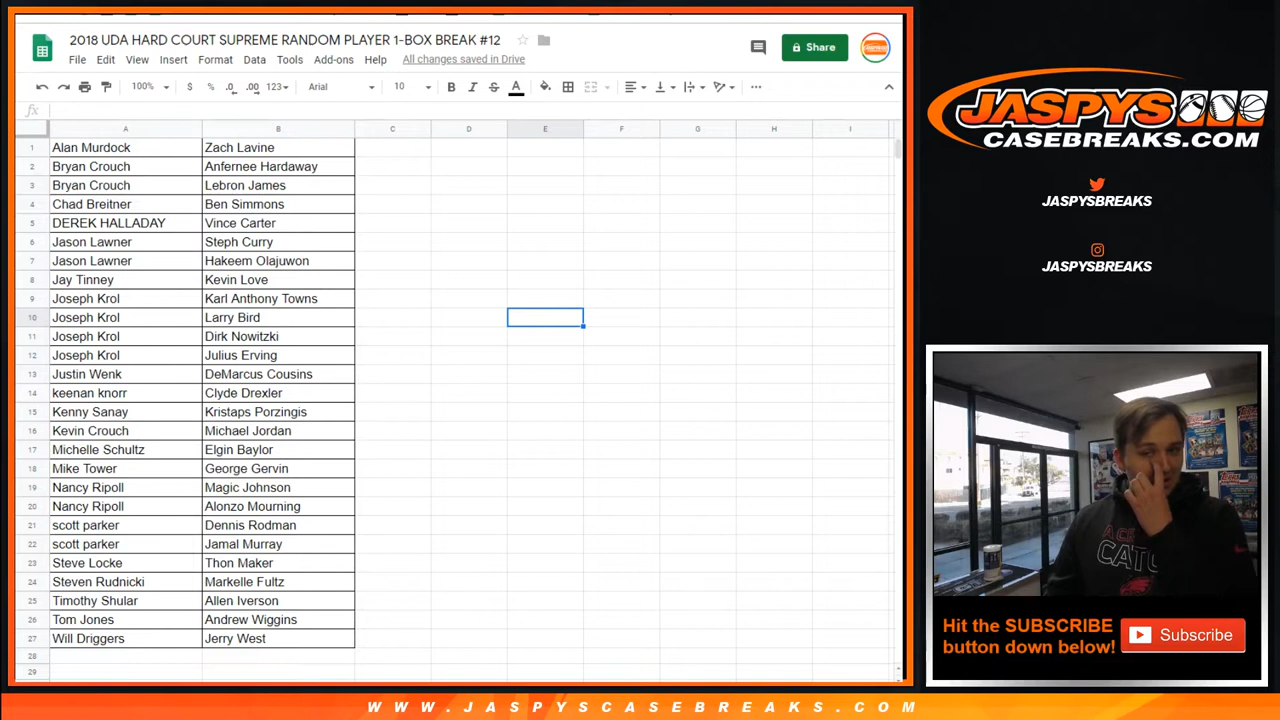 2018 UDA HARD COURT SUPREME RANDOM PLAYER 1-BOX BREAK #12
File Edit View Insert Format Data Tools Add-ons Help All changes saved in Drive
Share
100% $ % .0 .00 123 Arial 10 B I S A
fx
A B C D E F G H I
1 Alan Murdock Zach Lavine
2 Bryan Crouch Anfernee Hardaway
3 Bryan Crouch Lebron James
4 Chad Breitner Ben Simmons
5 DEREK HALLADAY Vince Carter
6 Jason Lawner Steph Curry
7 Jason Lawner Hakeem Olajuwon
8 Jay Tinney Kevin Love
9 Joseph Krol Karl Anthony Towns
10 Joseph Krol Larry Bird
11 Joseph Krol Dirk Nowitzki
12 Joseph Krol Julius Erving
13 Justin Wenk DeMarcus Cousins
14 keenan knorr Clyde Drexler
15 Kenny Sanay Kristaps Porzingis
16 Kevin Crouch Michael Jordan
17 Michelle Schultz Elgin Baylor
18 Mike Tower George Gervin
19 Nancy Ripoll Magic Johnson
20 Nancy Ripoll Alonzo Mourning
21 scott parker Dennis Rodman
22 scott parker Jamal Murray
23 Steve Locke Thon Maker
24 Steven Rudnicki Markelle Fultz
25 Timothy Shular Allen Iverson
26 Tom Jones Andrew Wiggins
27 Will Driggers Jerry West
28
29
JASPYS
CASEBREAKS.COM
JASPYSBREAKS
JASPYSBREAKS
Hit the SUBSCRIBE
button down below!
Subscribe
WWW.JASPYSCASEBREAKS.COM